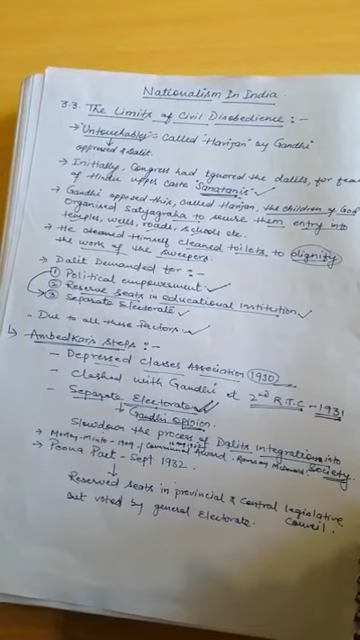 Nationalism In India
3.3. The Limits of Civil Disobedience :-
→ 'Untouchables' :- Called 'Harijan' by Gandhi
oppressed & Dalit.
→ Initially, Congress had ignored the dalits, for fear
of Hindu upper caste 'Sanatanis'
→ Gandhi opposed this, called Harijan, the children of God
Organised Satyagraha to secure them entry into
temples, wells, roads, schools etc.
→ He cleaned himself cleaned toilets to dignity
the work of the sweepers.
→ Dalit Demanded for :-
① Political empowerment
② Reserve seats in educational institution
③ Separate Electorate
- Due to all these factors
↳ Ambedkar's steps :-
- Depressed Classes Association (1930)
- Clashed with Gandhi at 2nd R.T.C - 1931
- Separate Electorates
↓ Gandhi opinion
Slowdown the process of Dalits integration into Society.
→ Morley-Minto - 1909, Communal Award, Ramsay
→ Poona Pact - Sept 1932.
↓
Reserved seats in provincial & Central legislative Council.
but voted by general Electorate.